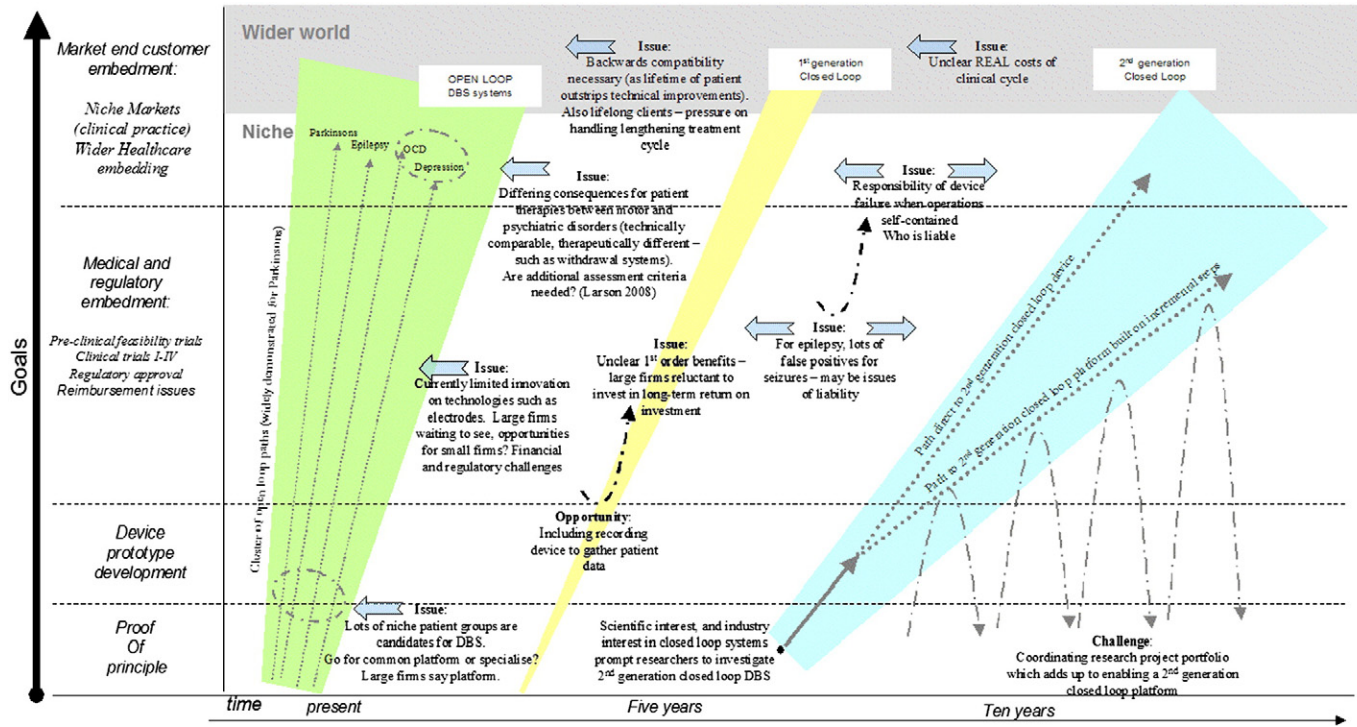 Goals
Market end customer
embedment:
Niche Markets
(clinical practice)
Wider Healthcare
embedding
Medical and
regulatory
embedment:
Pre-clinical feasibility trials
Clinical trials I-IV
Regulatory approval
Reimbursement issues
Device
prototype
development
Proof
Of
principle
Wider world
Niche
OPEN LOOP
DBS systems
Parkinsons
Epilepsy
OCD
Depression
Cluster of open loop paths (widely demonstrated for Parkinsons)
Issue:
Backwards compatibility
necessary (as lifetime of patient
outstrips technical improvements).
Also lifelong clients – pressure on
handling lengthening treatment
cycle
1st generation
Closed Loop
Issue:
Unclear REAL costs of
clinical cycle
2nd generation
Closed Loop
Issue:
Differing consequences for patient
therapies between motor and
psychiatric disorders (technically
comparable, therapeutically different –
such as withdrawal systems).
Are additional assessment criteria
needed? (Larson 2008)
Issue:
Responsibility of device
failure when operations
self-contained
Who is liable
Issue:
Currently limited innovation
on technologies such as
electrodes. Large firms
waiting to see, opportunities
for small firms? Financial
and regulatory challenges
Issue:
Unclear 1st order benefits –
large firms reluctant to
invest in long-term return on
investment
Issue:
For epilepsy, lots of
false positives for
seizures – may be issues
of liability
Path direct to 2nd generation closed loop device
Path to 2nd generation closed loop platform built on incremental steps
Opportunity:
Including recording
device to gather patient
data
Issue:
Lots of niche patient groups are
candidates for DBS.
Go for common platform or specialise?
Large firms say platform.
Scientific interest, and industry
interest in closed loop systems
prompt researchers to investigate
2nd generation closed loop DBS
Challenge:
Coordinating research project portfolio
which adds up to enabling a 2nd generation
closed loop platform
time
present
Five years
Ten years